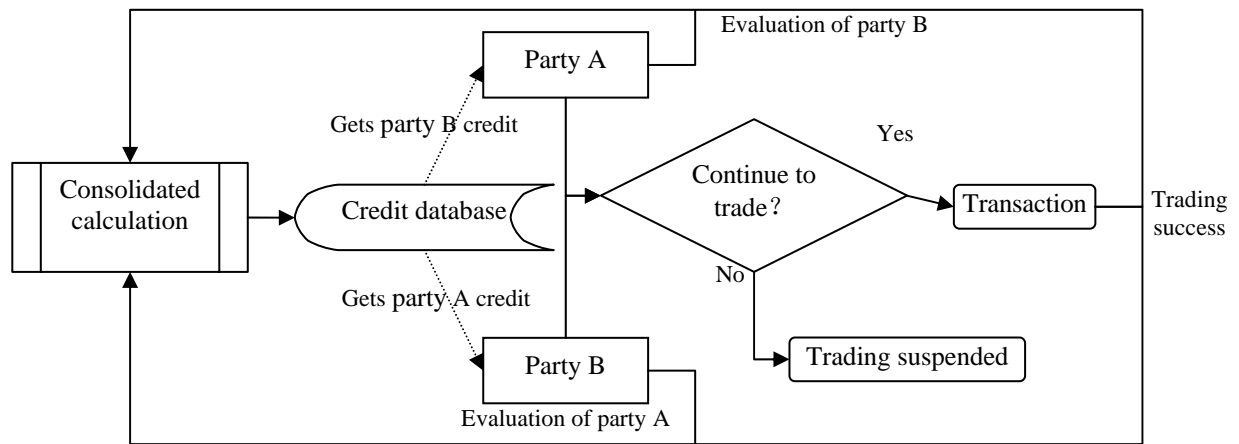 Evaluation of party B
Party A
Gets party B credit
Yes
Consolidated
calculation
Credit database
Continue to
trade？
Transaction
Trading
success
No
Gets party A credit
Party B
Trading suspended
Evaluation of party A